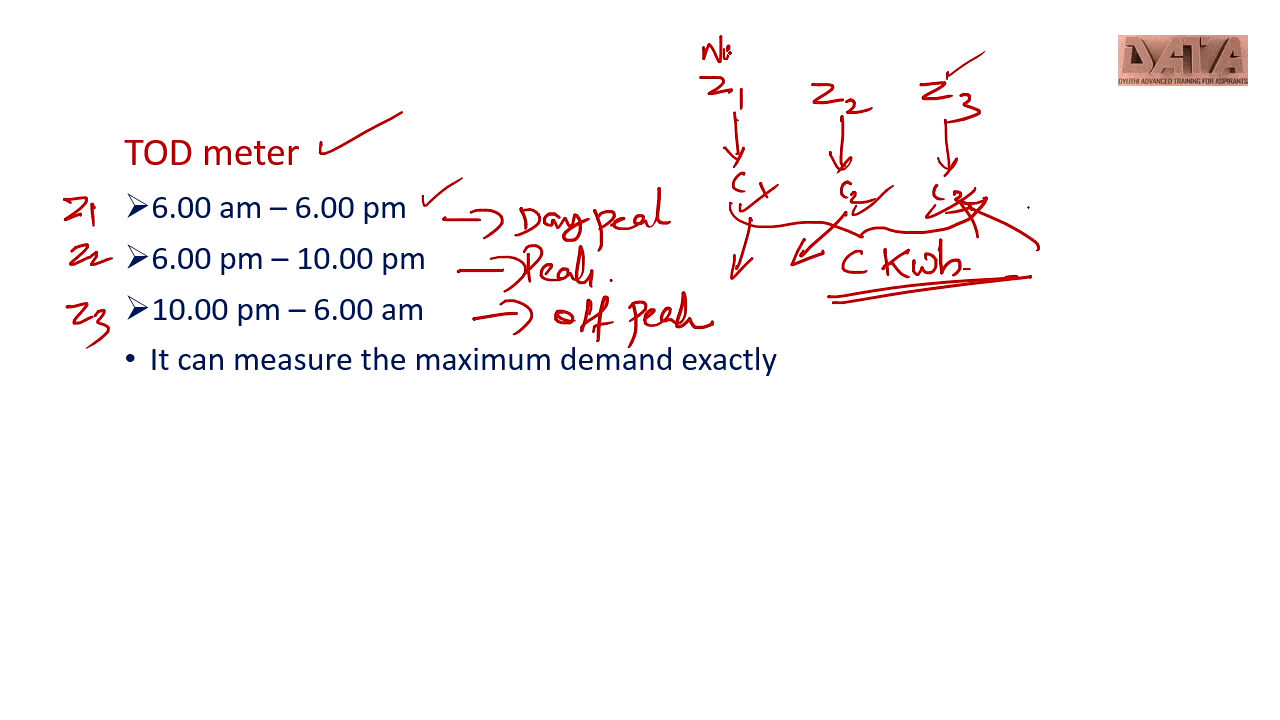 DATA
DYUTHI ADVANCED TRAINING FOR ASPIRANTS
Z1 Z2 Z3
TOD meter
C C2 C3
Z1 ➢6.00 am – 6.00 pm → Day peak
Z2 ➢6.00 pm – 10.00 pm → Peak.
C Kwh
Z3 ➢10.00 pm – 6.00 am → off peak
• It can measure the maximum demand exactly